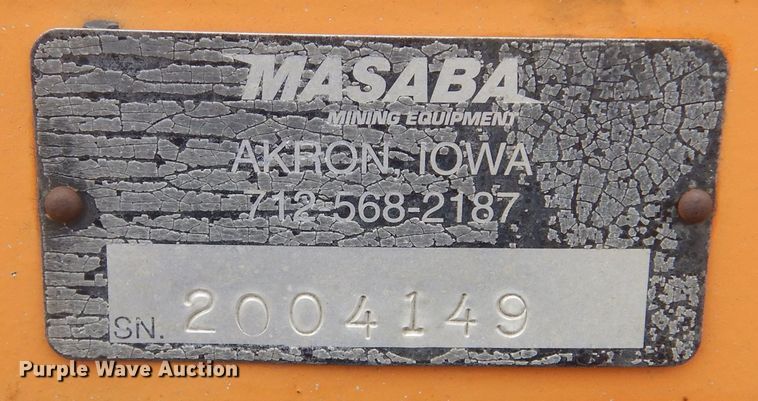 MASABA
MINING EQUIPMENT
AKRON, IOWA
712-568-2187
SN. 2004149
Purple Wave Auction